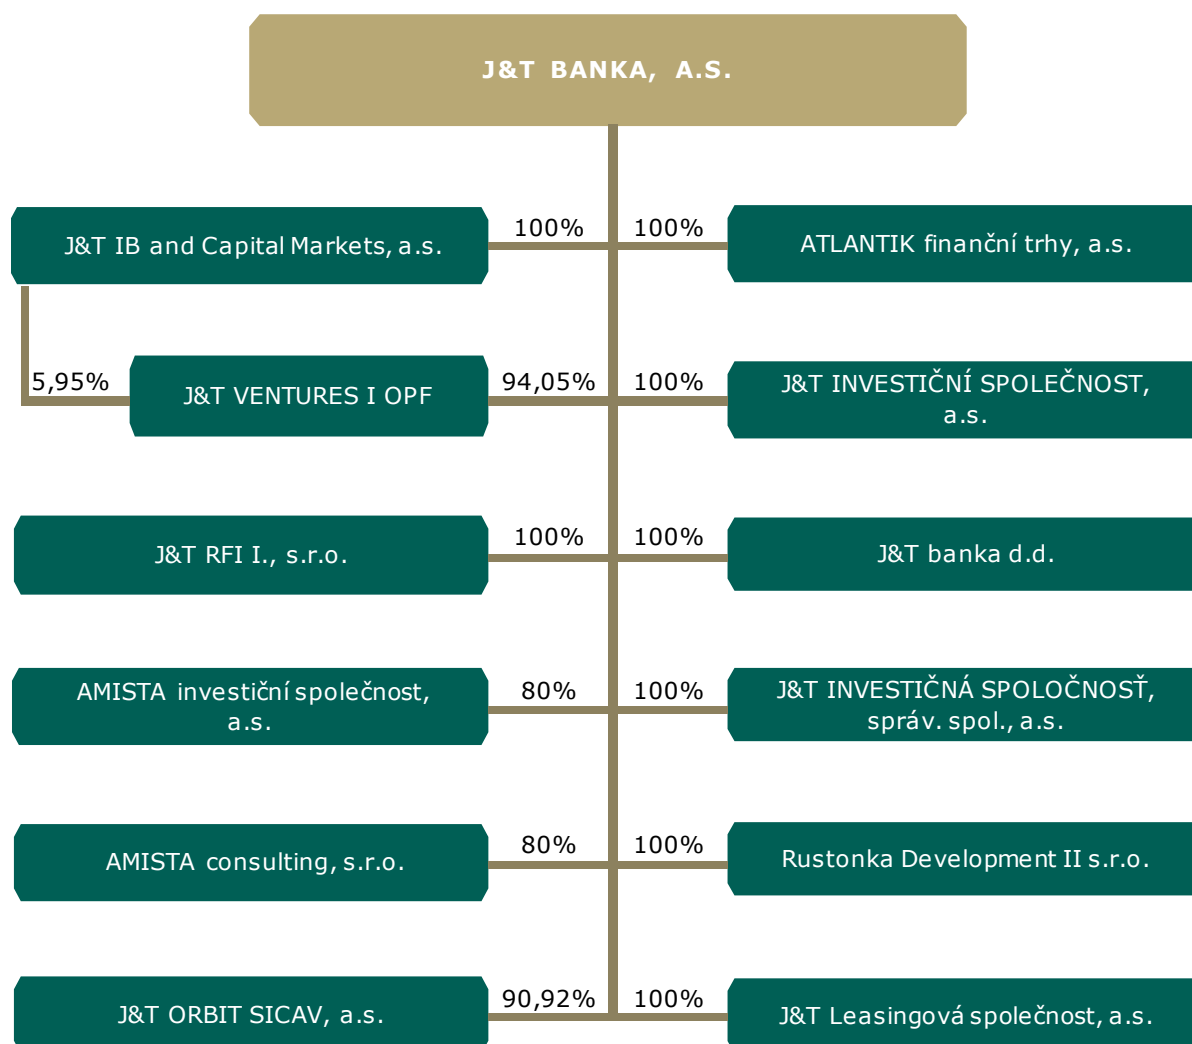 J&T BANKA, A.S.
J&T IB and Capital Markets, a.s.
100%
100%
ATLANTIK finanční trhy, a.s.
5,95%
J&T VENTURES I OPF
94,05%
100%
J&T INVESTIČNÍ SPOLEČNOST,
a.s.
J&T RFI I., s.r.o.
100%
100%
J&T banka d.d.
AMISTA investiční společnost,
a.s.
80%
100%
J&T INVESTIČNÁ SPOLOČNOSŤ,
správ. spol., a.s.
AMISTA consulting, s.r.o.
80%
100%
Rustonka Development II s.r.o.
J&T ORBIT SICAV, a.s.
90,92%
100%
J&T Leasingová společnost, a.s.